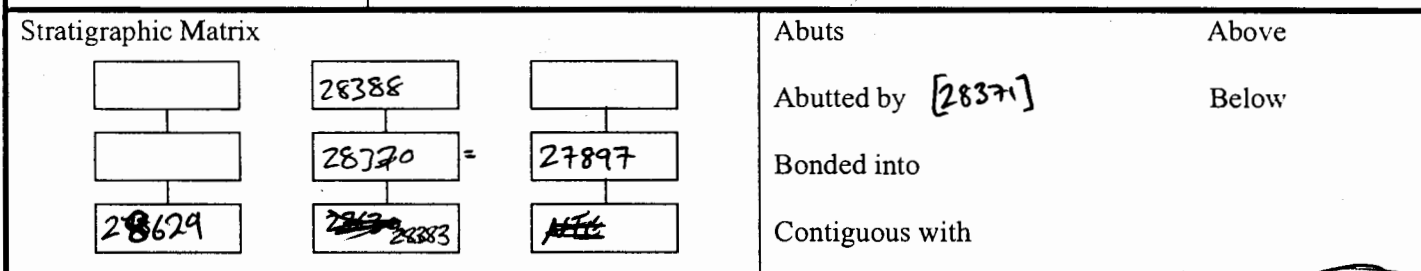 Stratigraphic Matrix
28388
28370 = 27897
28629 28383
Abuts Above
Abutted by [28371] Below
Bonded into
Contiguous with